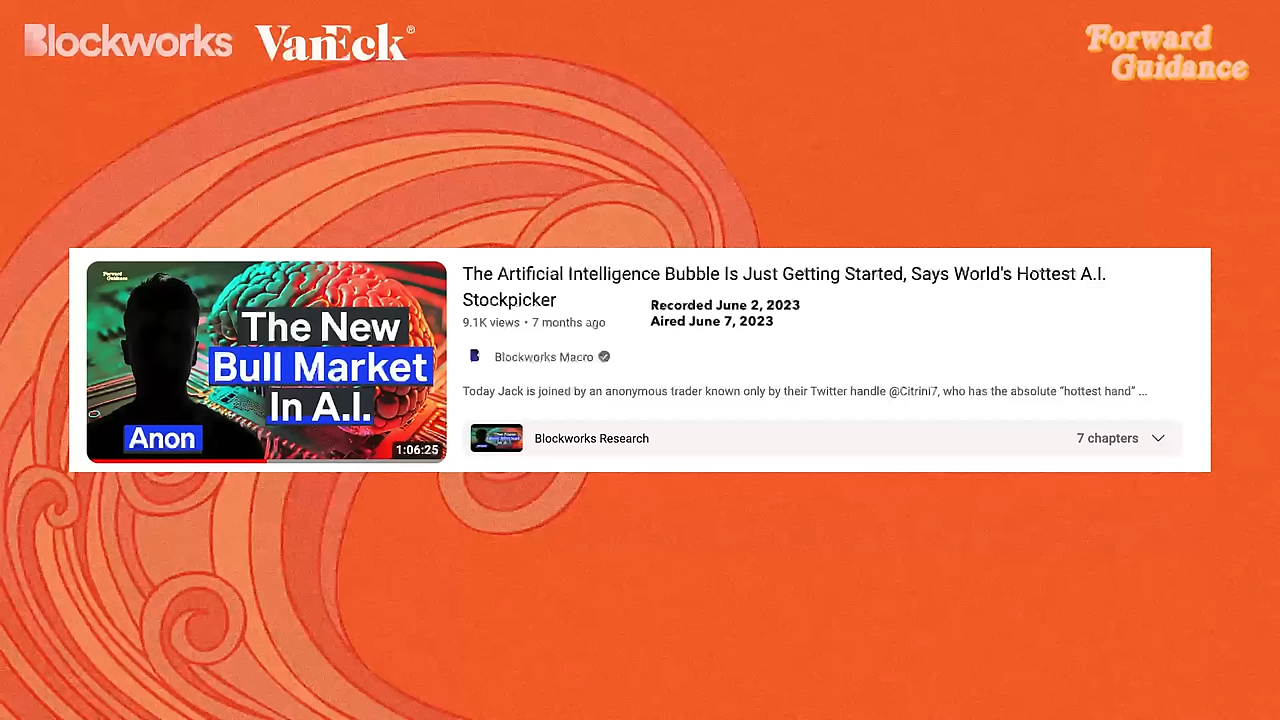 Blockworks
VanEck®
Forward
Guidance
Forward
Guidance
The New
Bull Market
In A.I.
Anon
1:06:25
The Artificial Intelligence Bubble Is Just Getting Started, Says World's Hottest A.I.
Stockpicker
Recorded June 2, 2023
9.1K views • 7 months ago
Aired June 7, 2023
Blockworks Macro
Today Jack is joined by an anonymous trader known only by their Twitter handle @Citrini7, who has the absolute “hottest hand” ...
Blockworks Research
7 chapters